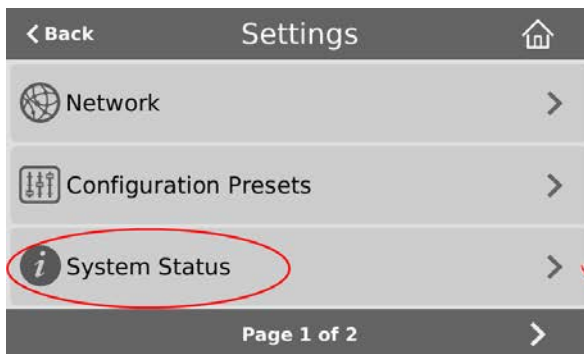 Back
Settings
Network
Configuration Presets
System Status
Page 1 of 2